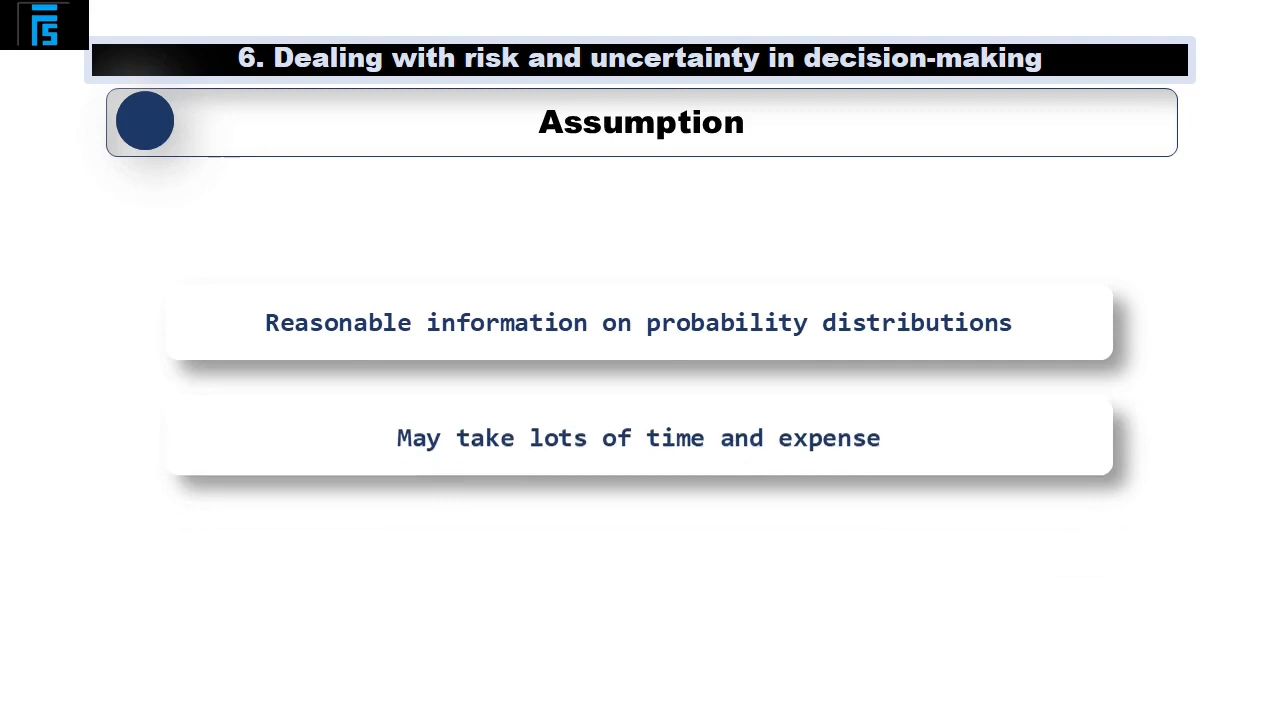 6. Dealing with risk and uncertainty in decision-making
Assumption
Reasonable information on probability distributions
May take lots of time and expense